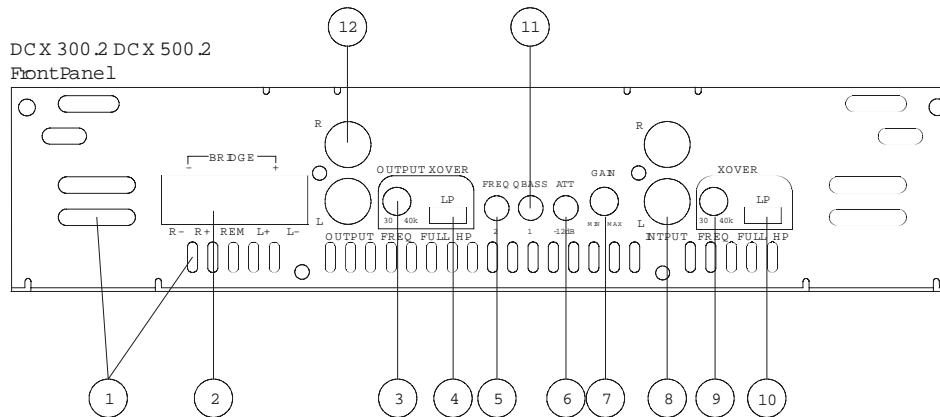 12
11
DCX 300.2 DCX 500.2
FrontPanel
R
R
- BRIDGE +
OUTPUT XOVER
FREQ QBASS ATT
GAIN
XOVER
LP
LP
30 40k
2
1
-12dB
MIN MAX
30 40k
L
L
R- R+ REM L+ L-
OUTPUT FREQ FULL HP
INTPUT FREQ FULL HP
1
2
3
4
5
6
7
8
9
10